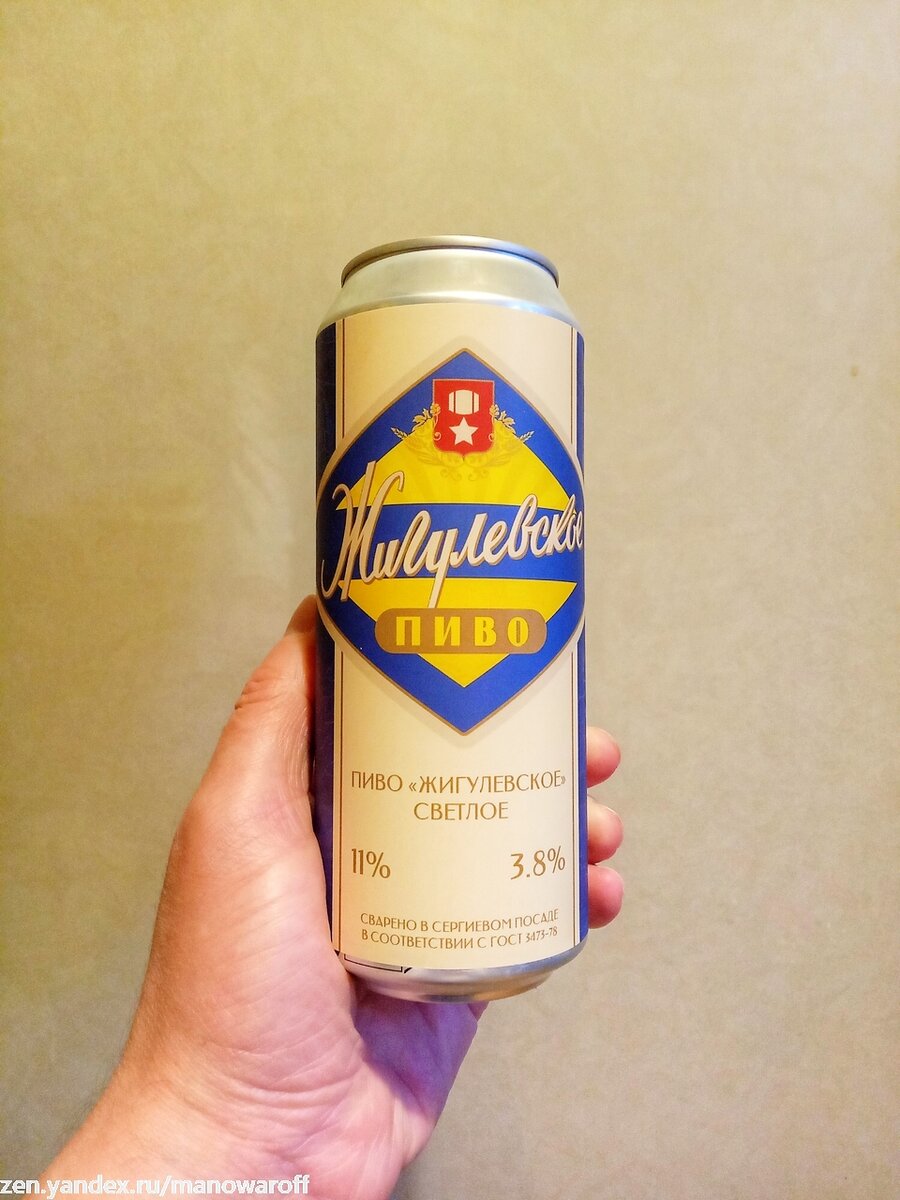 Жигулевское
ПИВО
ПИВО «ЖИГУЛЕВСКОЕ»
СВЕТЛОЕ
11% 3.8%
СВАРЕНО В СЕРГИЕВОМ ПОСАДЕ
В СООТВЕТСТВИИ С ГОСТ 3473-78
zen.yandex.ru/manowaroff